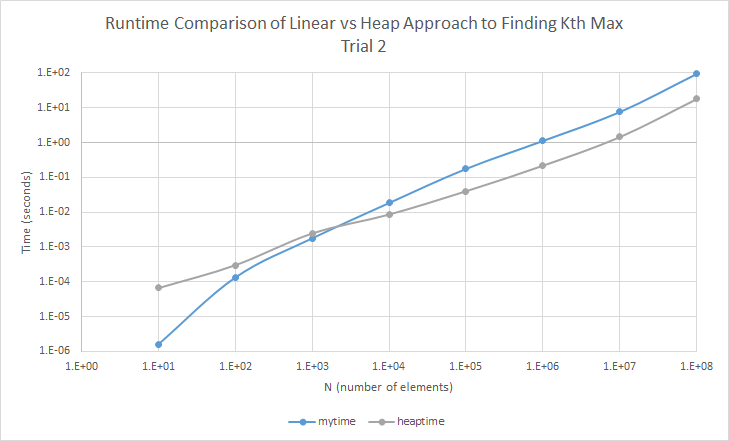 Runtime Comparison of Linear vs Heap Approach to Finding Kth Max
Trial 2
1.E+02
1.E+01
1.E+00
1.E-01
1.E-02
1.E-03
1.E-04
1.E-05
1.E-06
Time (seconds)
1.E+00 1.E+01 1.E+02 1.E+03 1.E+04 1.E+05 1.E+06 1.E+07 1.E+08
N (number of elements)
mytime heaptime